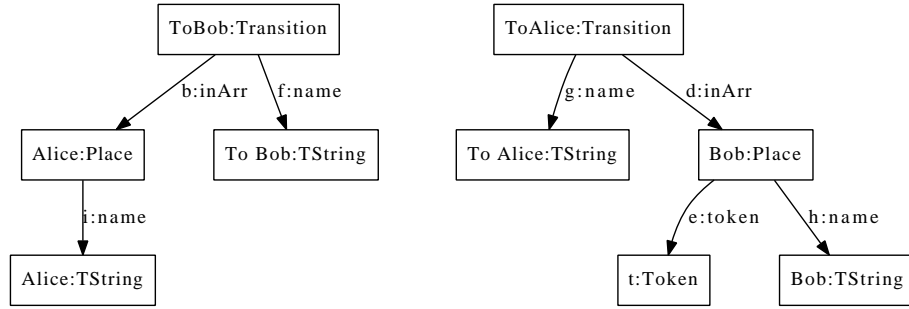 ToBob:Transition
ToAlice:Transition
b:inArr
f:name
g:name
d:inArr
Alice:Place
To Bob:TString
To Alice:TString
Bob:Place
i:name
e:token
h:name
Alice:TString
t:Token
Bob:TString